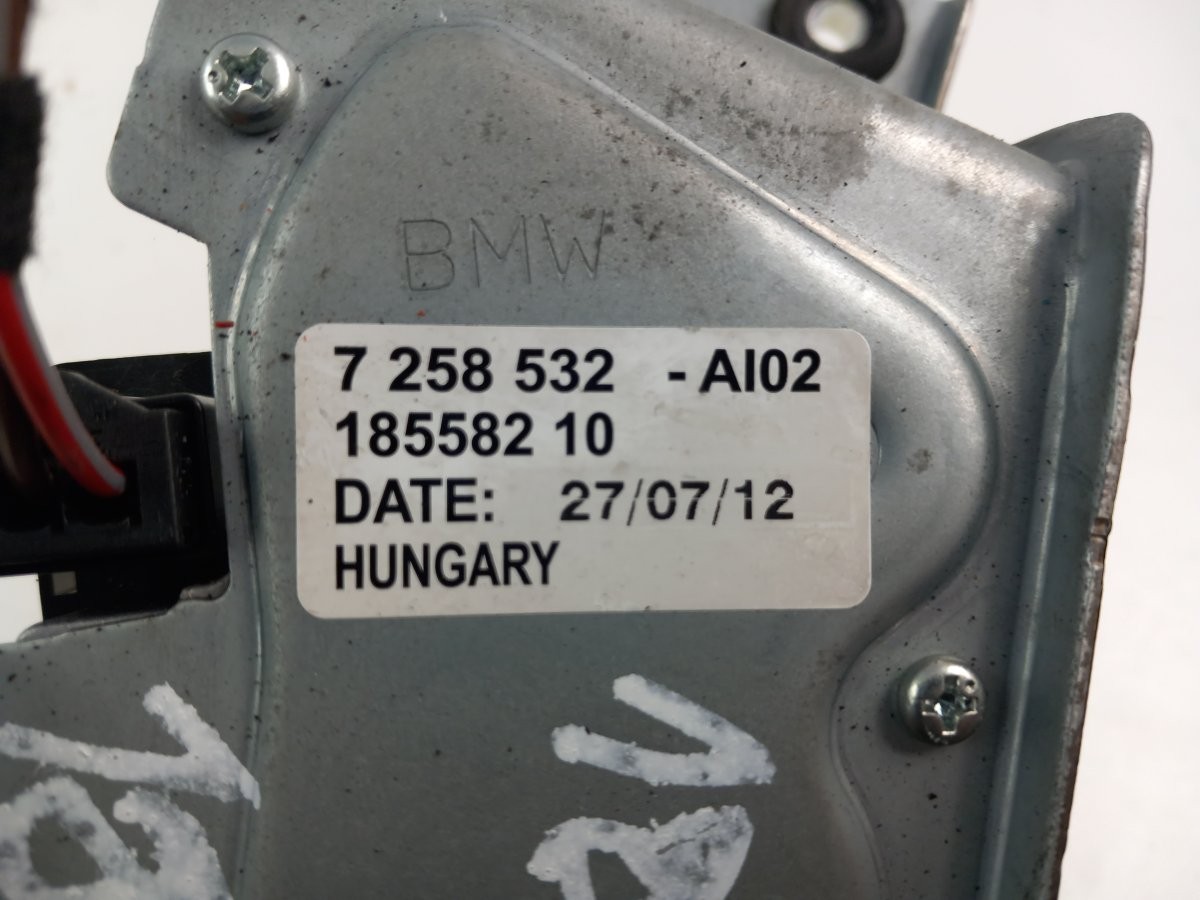 BMW
7 258 532 - AI02
185582 10
DATE: 27/07/12
HUNGARY